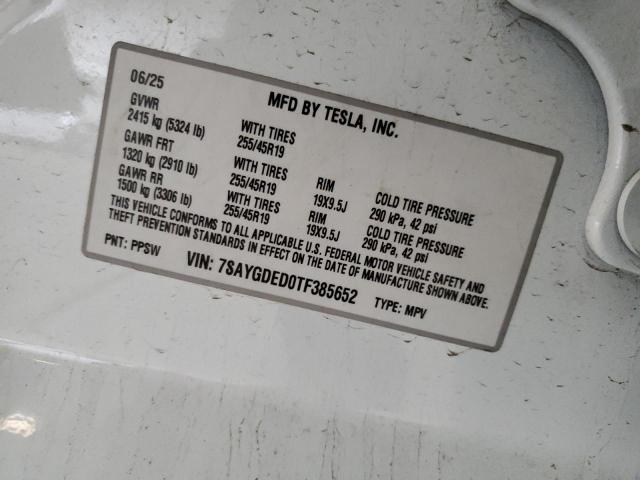 06/25
MFD BY TESLA, INC.
GVWR
2415 kg (5324 lb) WITH TIRES
GAWR FRT 255/45R19
1320 kg (2910 lb) WITH TIRES RIM COLD TIRE PRESSURE
GAWR RR 255/45R19 19X9.5J 290 kPa, 42 psi
1500 kg (3306 lb) WITH TIRES RIM COLD TIRE PRESSURE
255/45R19 19X9.5J 290 kPa, 42 psi
THIS VEHICLE CONFORMS TO ALL APPLICABLE U.S. FEDERAL MOTOR VEHICLE SAFETY AND
THEFT PREVENTION STANDARDS IN EFFECT ON THE DATE OF MANUFACTURE SHOWN ABOVE.
PNT: PPSW VIN: 7SAYGDED0TF385652 TYPE: MPV